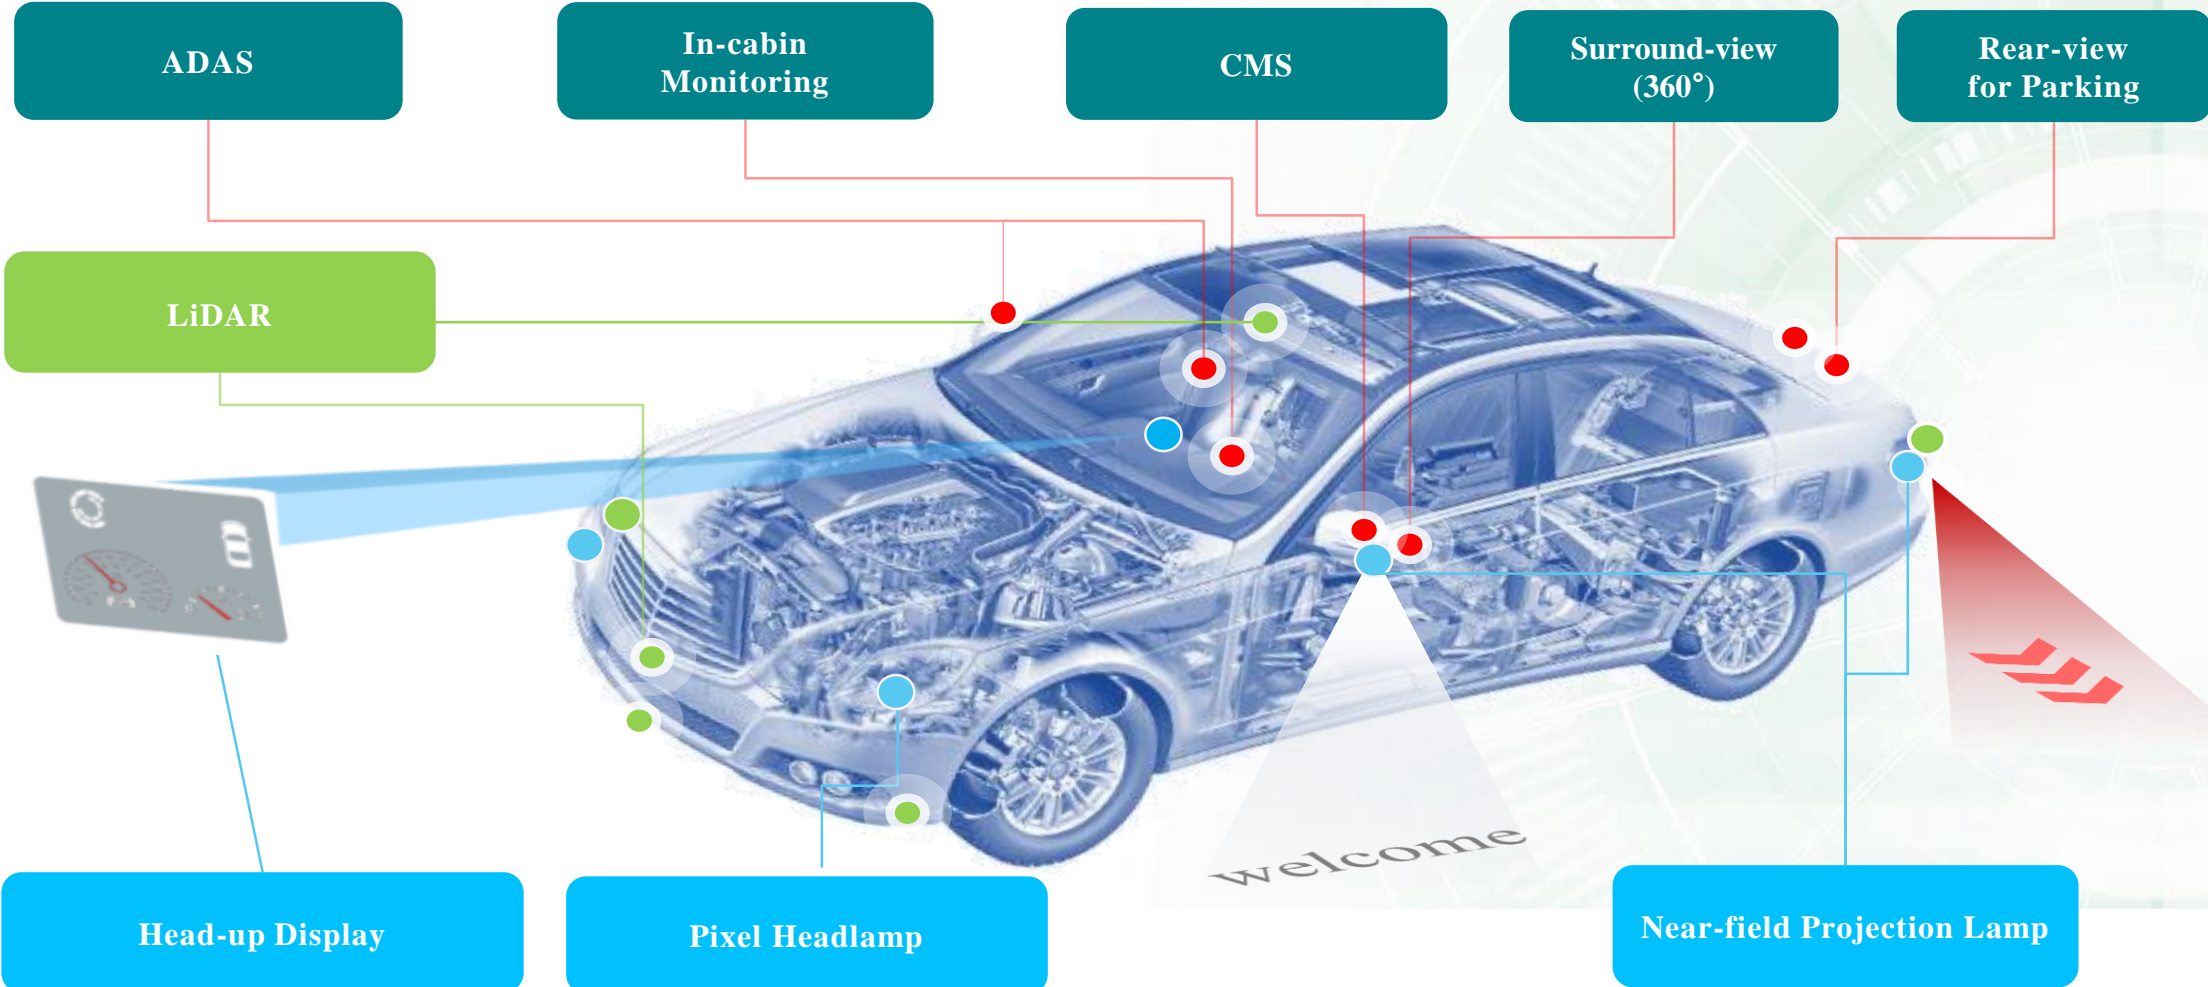 ADAS
In-cabin
Monitoring
CMS
Surround-view
(360°)
Rear-view
for Parking
LiDAR
welcome
Head-up Display
Pixel Headlamp
Near-field Projection Lamp